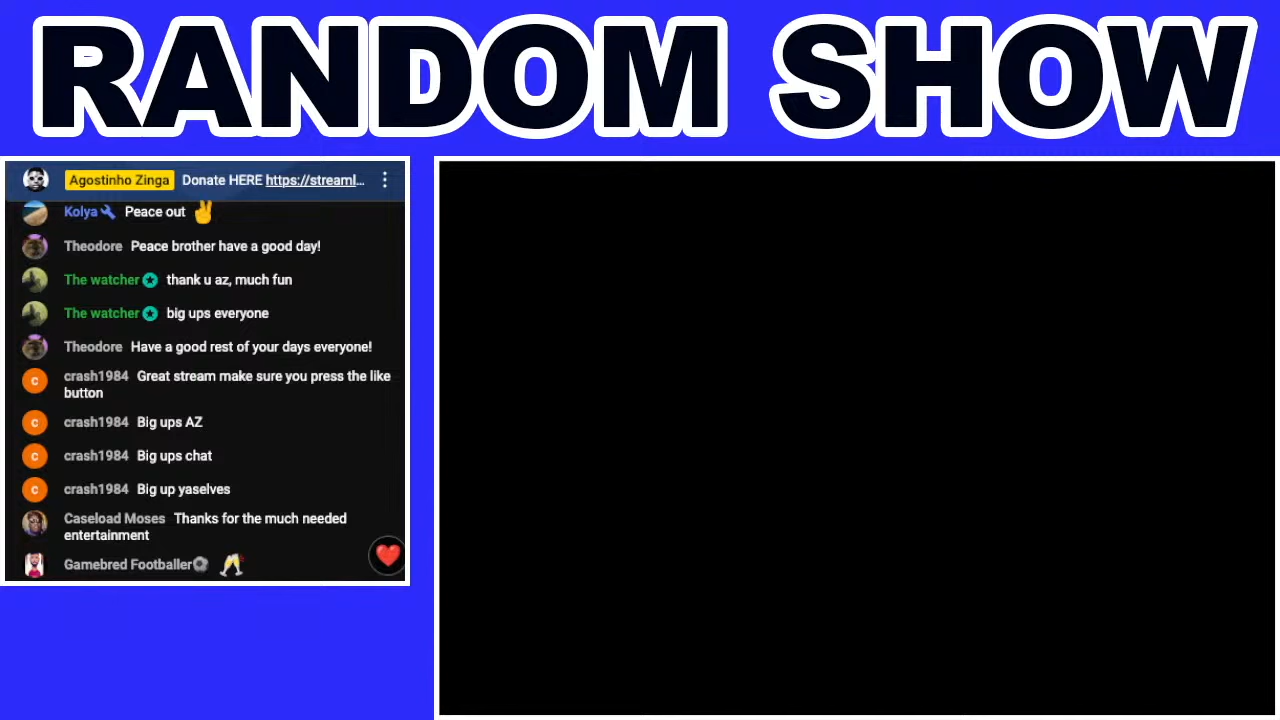 RANDOM SHOW
Agostinho Zinga Donate HERE https://streaml...
Kolya Peace out ✌
Theodore Peace brother have a good day!
The watcher thank u az, much fun
The watcher big ups everyone
Theodore Have a good rest of your days everyone!
crash1984 Great stream make sure you press the like
button
crash1984 Big ups AZ
crash1984 Big ups chat
crash1984 Big up yaselves
Caseload Moses Thanks for the much needed
entertainment
Gamebred Footballer⚽ 🥂